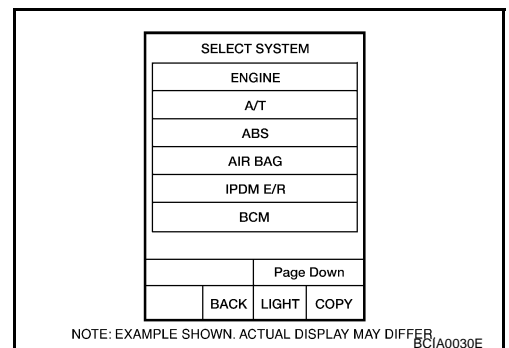 SELECT SYSTEM
ENGINE
A/T
ABS
AIR BAG
IPDM E/R
BCM
Page Down
BACK LIGHT COPY
NOTE: EXAMPLE SHOWN. ACTUAL DISPLAY MAY DIFFER.
BCIA0030E